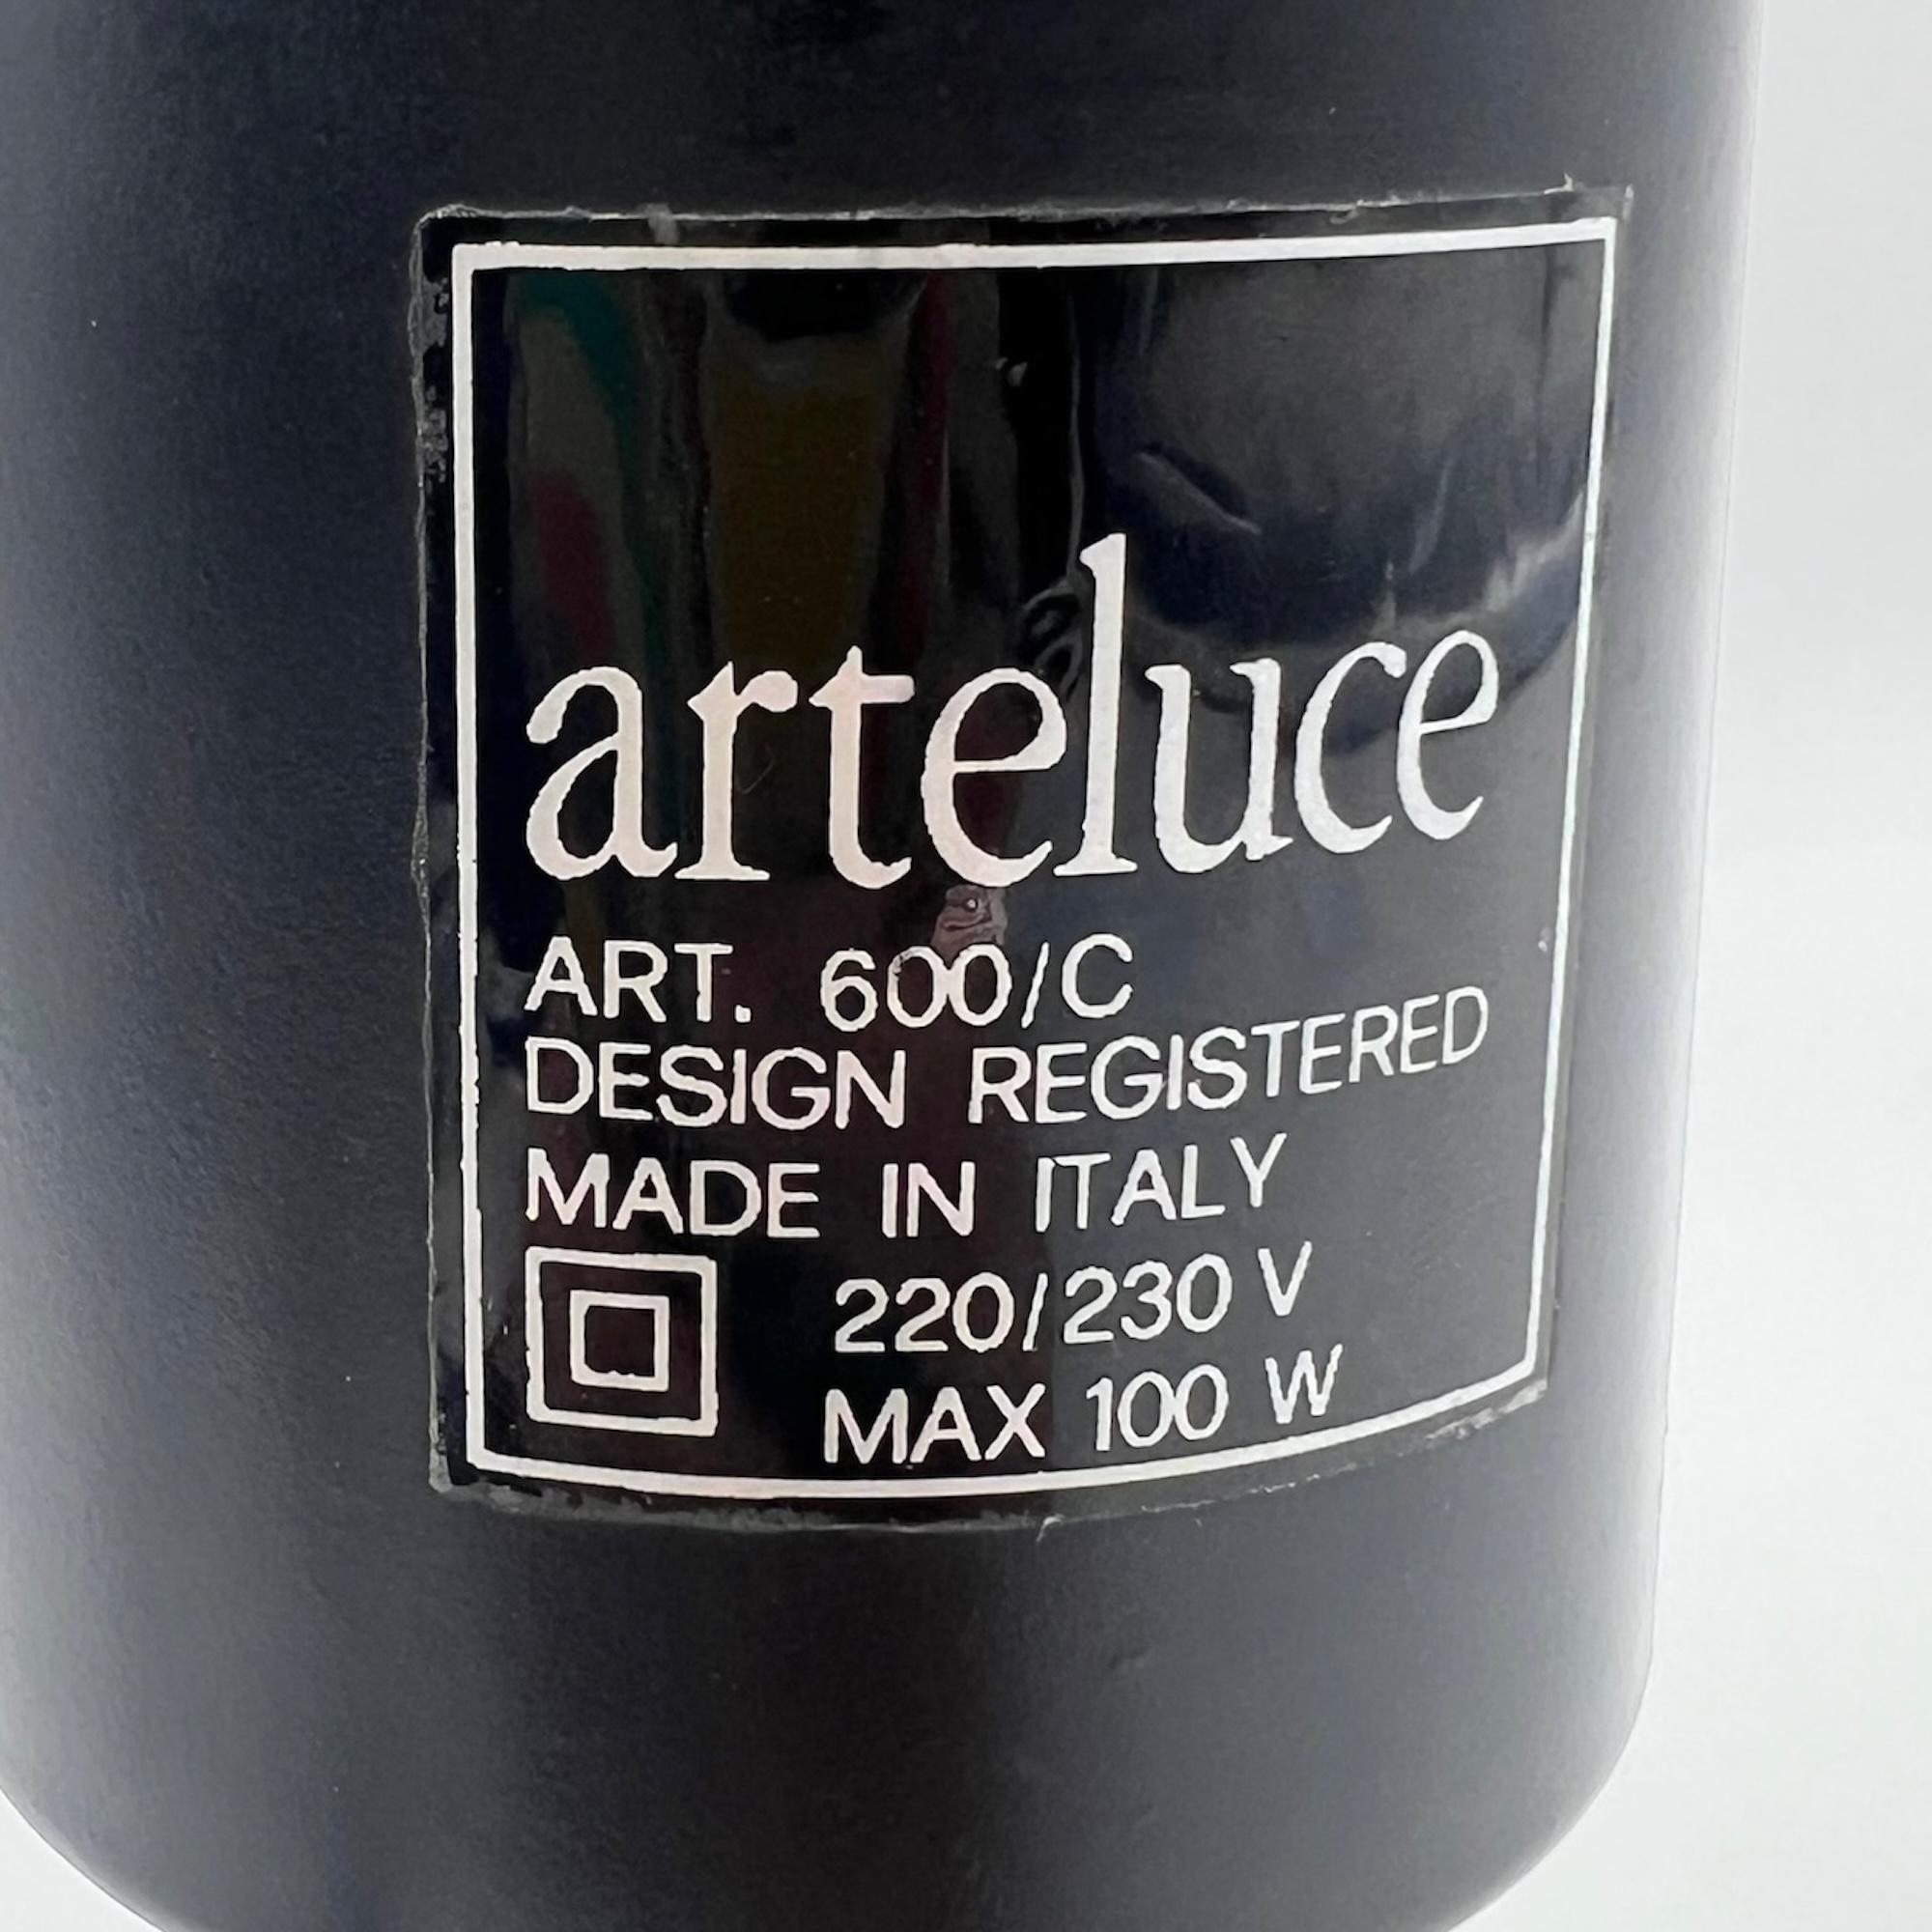 arteluce
ART. 600/C
DESIGN REGISTERED
MADE IN ITALY
220/230 V
MAX 100 W